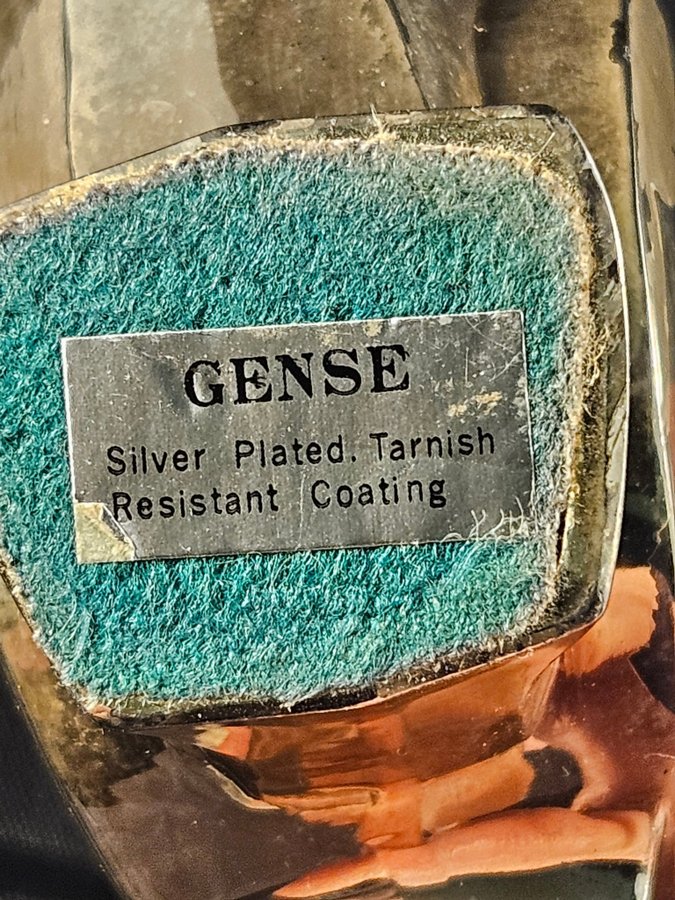 GENSE
Silver Plated. Tarnish
Resistant Coating